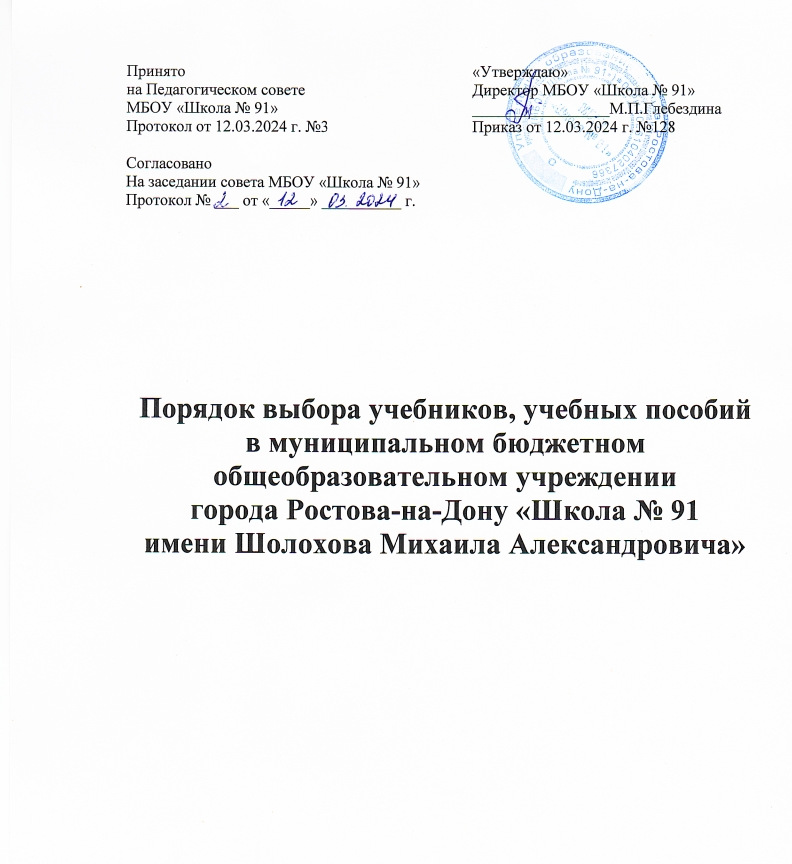 Принято
на Педагогическом совете
МБОУ «Школа № 91»
Протокол от 12.03.2024 г. №3
«Утверждаю»
Директор МБОУ «Школа № 91»
М.П.Глебездина
Приказ от 12.03.2024 г. №128
Согласовано
На заседании совета МБОУ «Школа № 91»
Протокол № 2 от « 12 » 03. 2024 г.
Порядок выбора учебников, учебных пособий
в муниципальном бюджетном
общеобразовательном учреждении
города Ростова-на-Дону «Школа № 91
имени Шолохова Михаила Александровича»